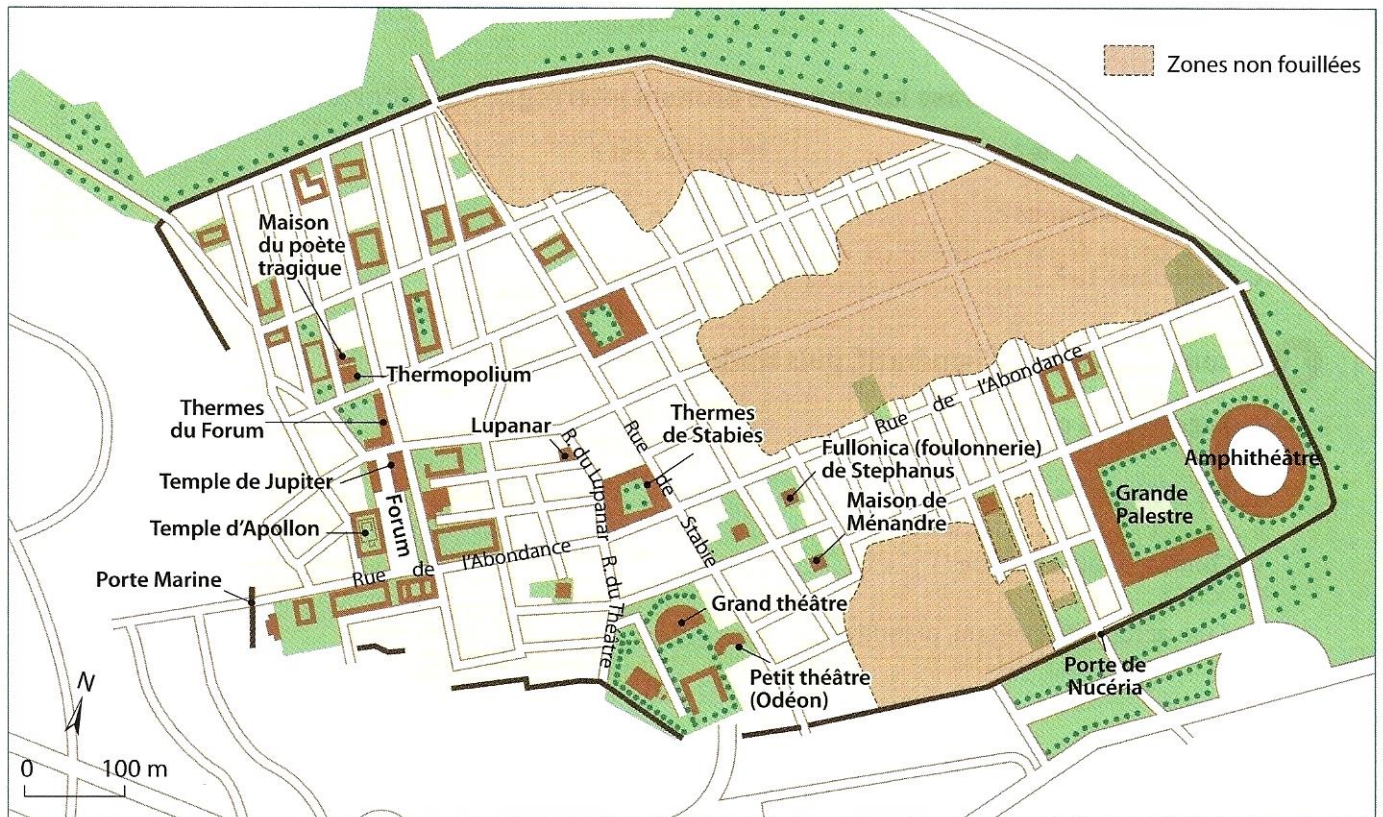 Zones non fouillées
Maison
du poète
tragique
Thermopolium
Thermes
du Forum
Lupanar
Thermes
de Stabies
Rue de l'Abondance
Fullonica (foulonnerie)
de Stephanus
Amphithéâtre
Temple de Jupiter
R. du Lupanar
Rue de Stabie
Maison de
Ménandre
Grande
Palestre
Temple d'Apollon
Forum
Rue de l'Abondance
Porte Marine
R. du Théâtre
Grand théâtre
Petit théâtre
(Odéon)
Porte de
Nucéria
N
0 100 m